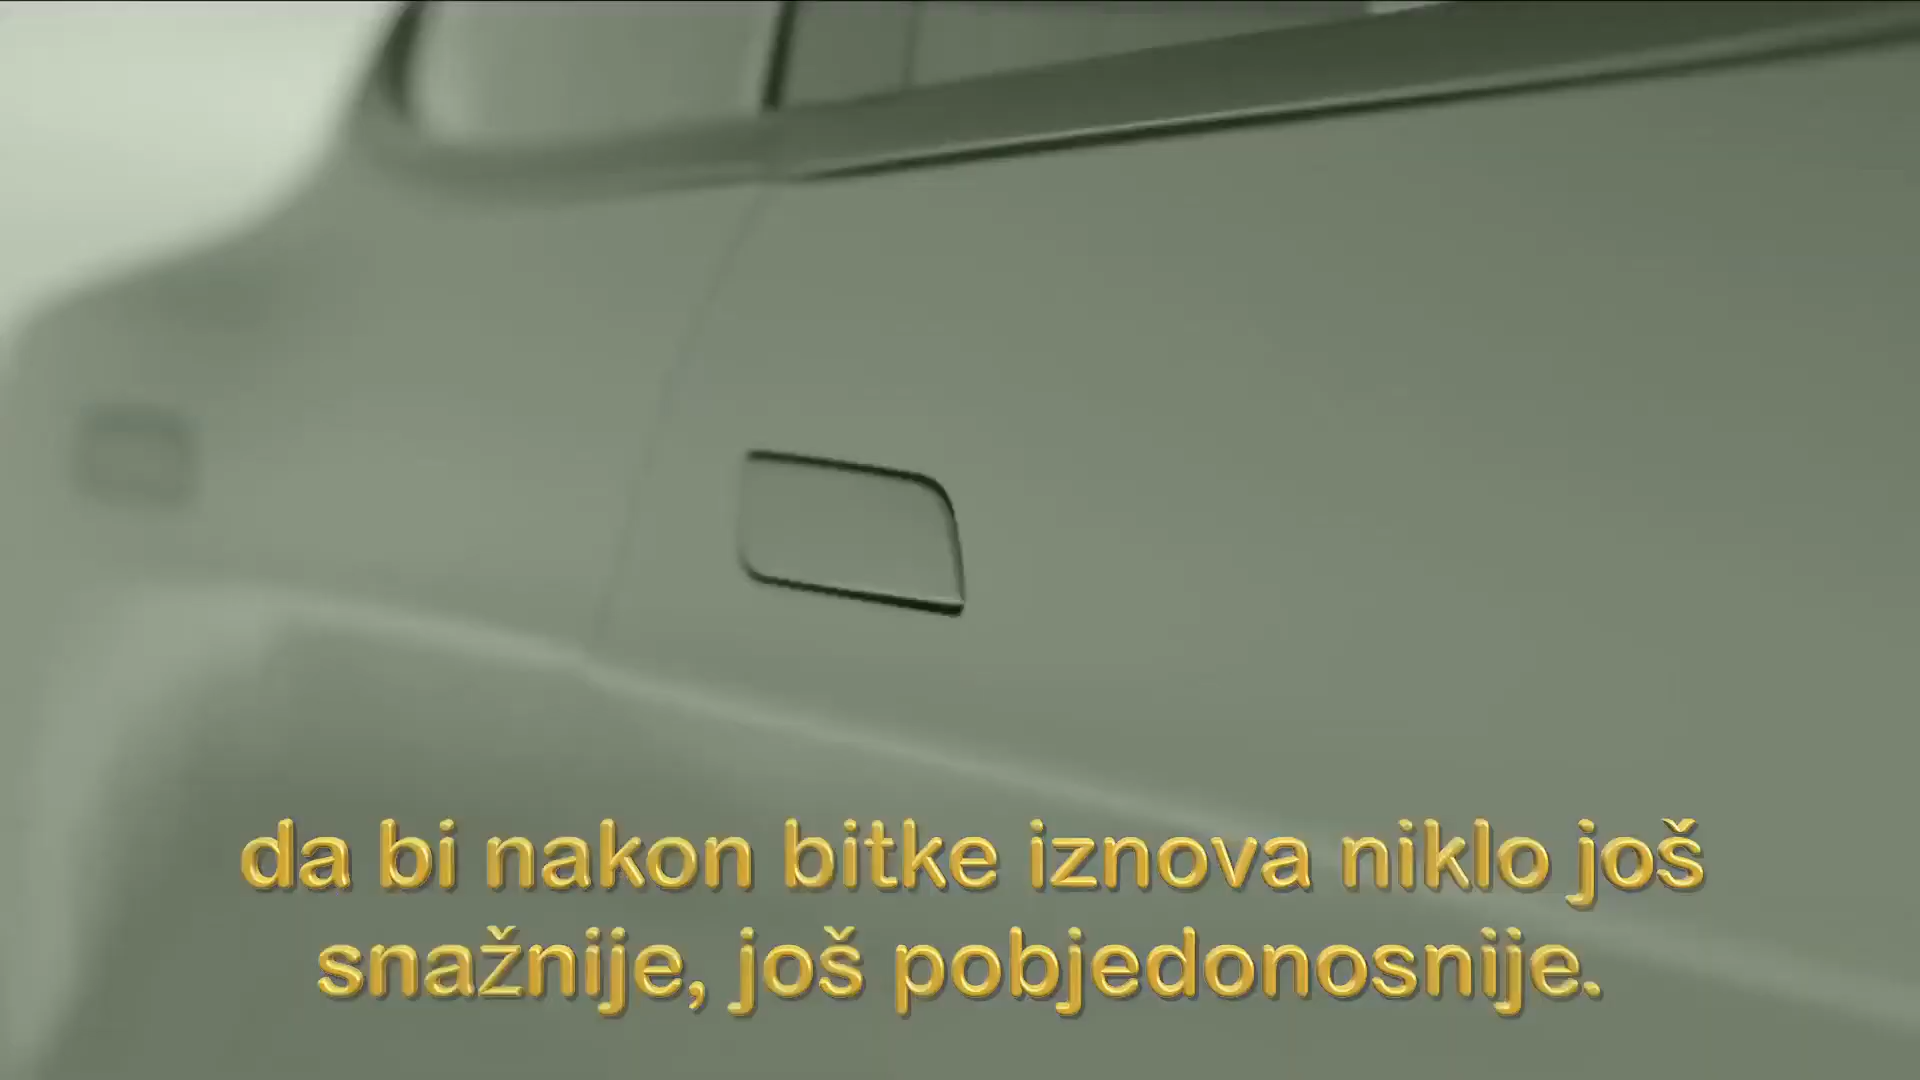 da bi nakon bitke iznova niklo još
snažnije, još pobjedonosnije.